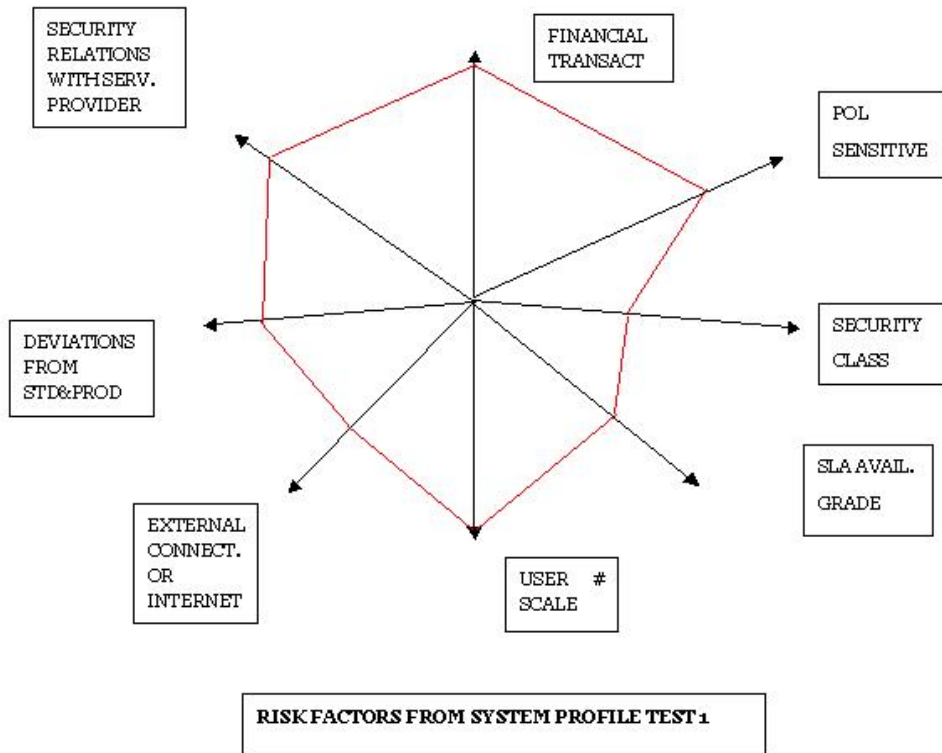 SECURITY
RELATIONS
WITH SERV.
PROVIDER
FINANCIAL
TRANSACT
POL
SENSITIVE
DEVIATIONS
FROM
STD&PROD
SECURITY
CLASS
SLA AVAIL.
GRADE
EXTERNAL
CONNECT.
OR
INTERNET
USER #
SCALE
RISK FACTORS FROM SYSTEM PROFILE TEST 1